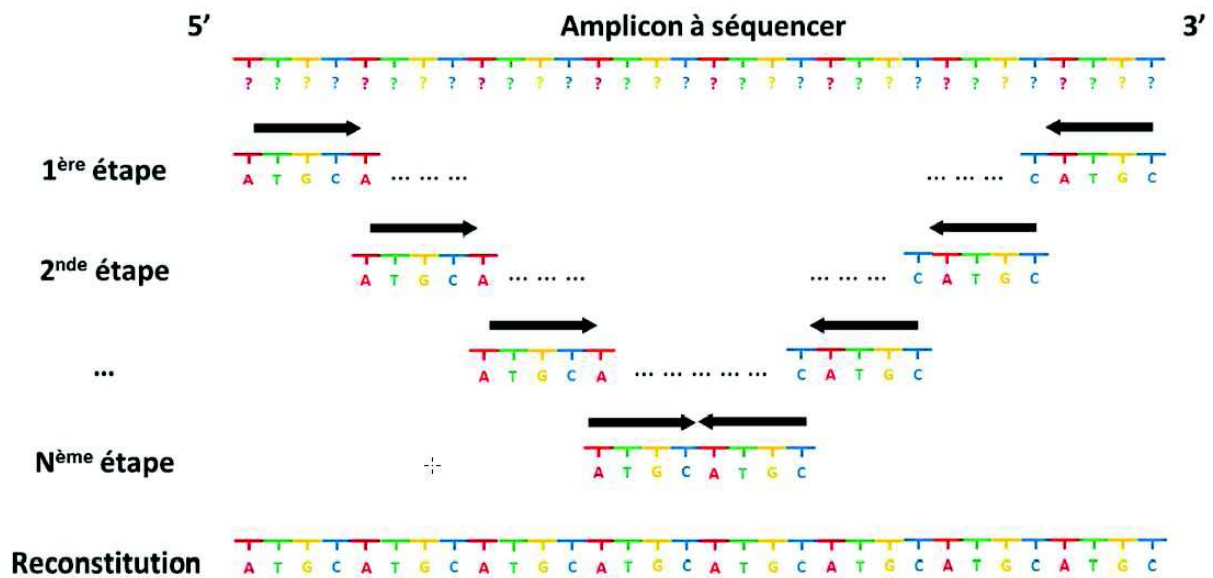 5’ Amplicon à séquencer 3’
? ? ? ? ? ? ? ? ? ? ? ? ? ? ? ? ? ? ? ? ? ? ? ? ? ? ? ? ? ? ? ?
1ère étape A T G C A ... ... ... ... ... ... C A T G C
2nde étape A T G C A ... ... ... ... ... ... C A T G C
... A T G C A ... ... ... ... ... C A T G C
Nème étape A T G C A T G C
Reconstitution A T G C A T G C A T G C A T G C A T G C A T G C A T G C A T G C